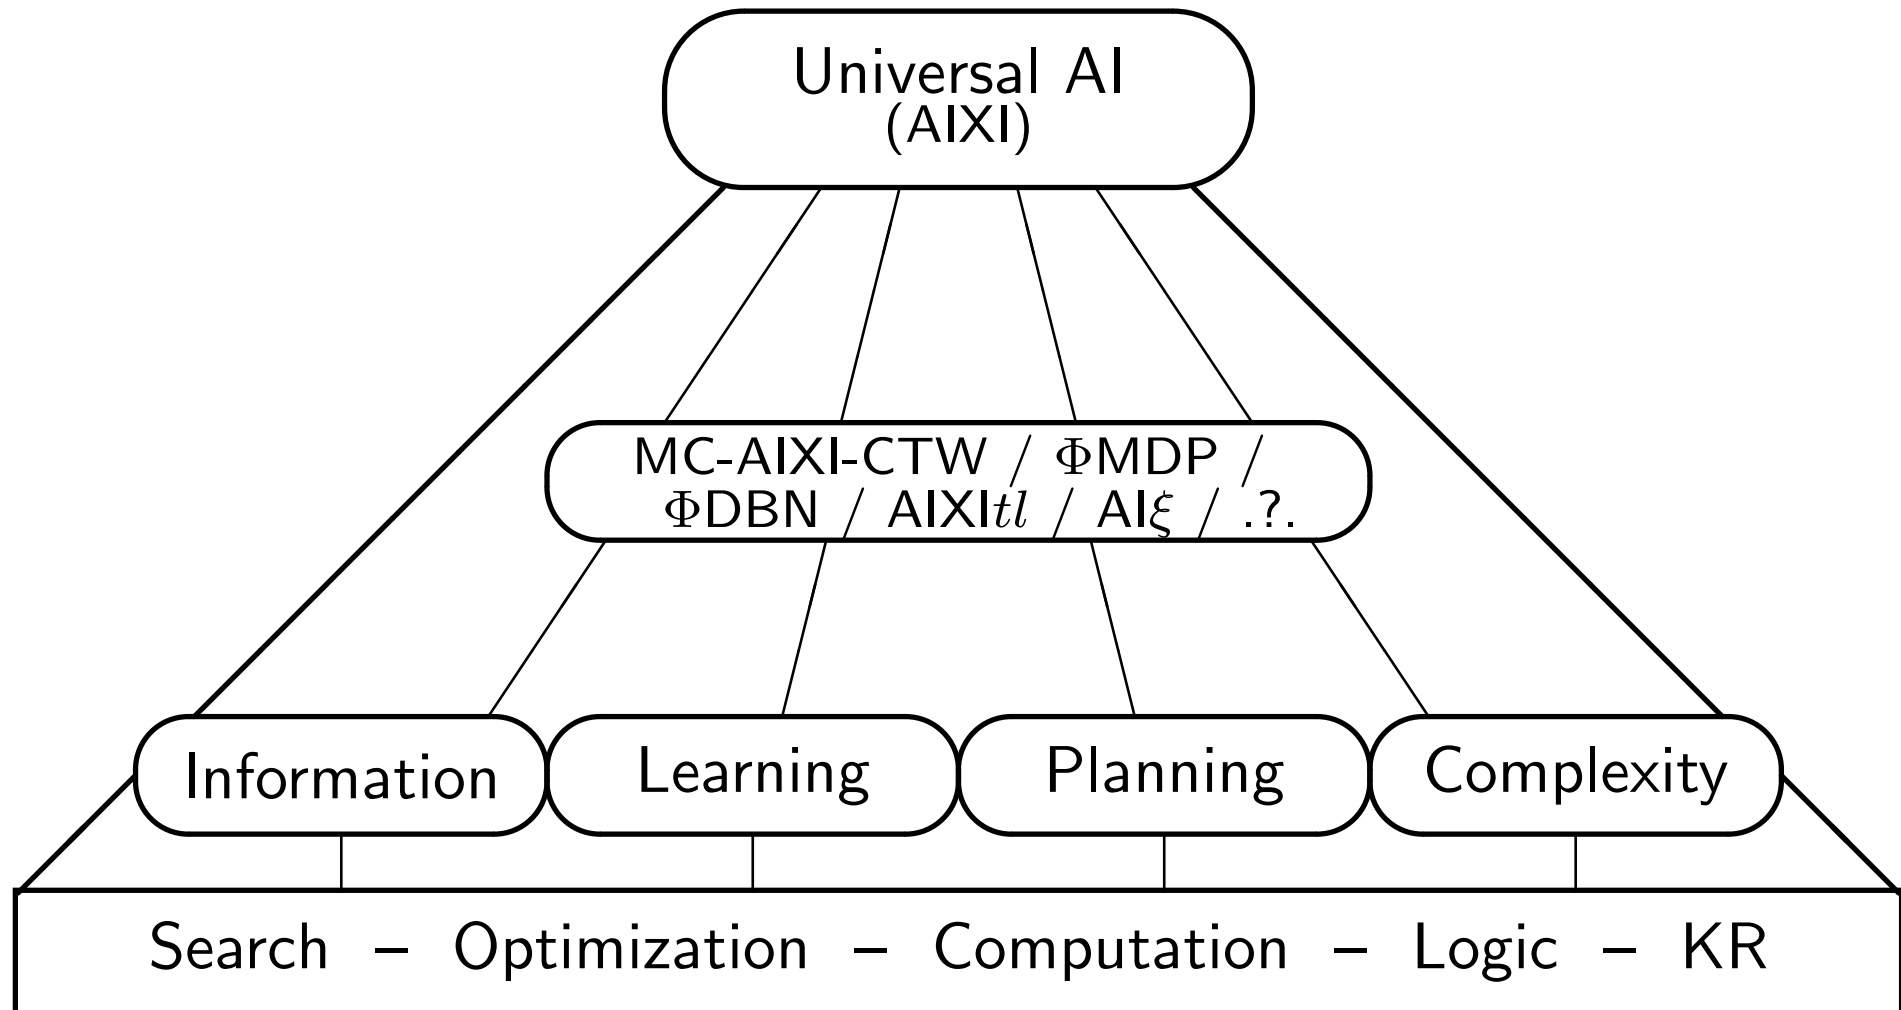 Universal AI
(AIXI)
MC-AIXI-CTW / ΦMDP /
ΦDBN / AIXItl / AIξ / .?.
Information Learning Planning Complexity
Search – Optimization – Computation – Logic – KR